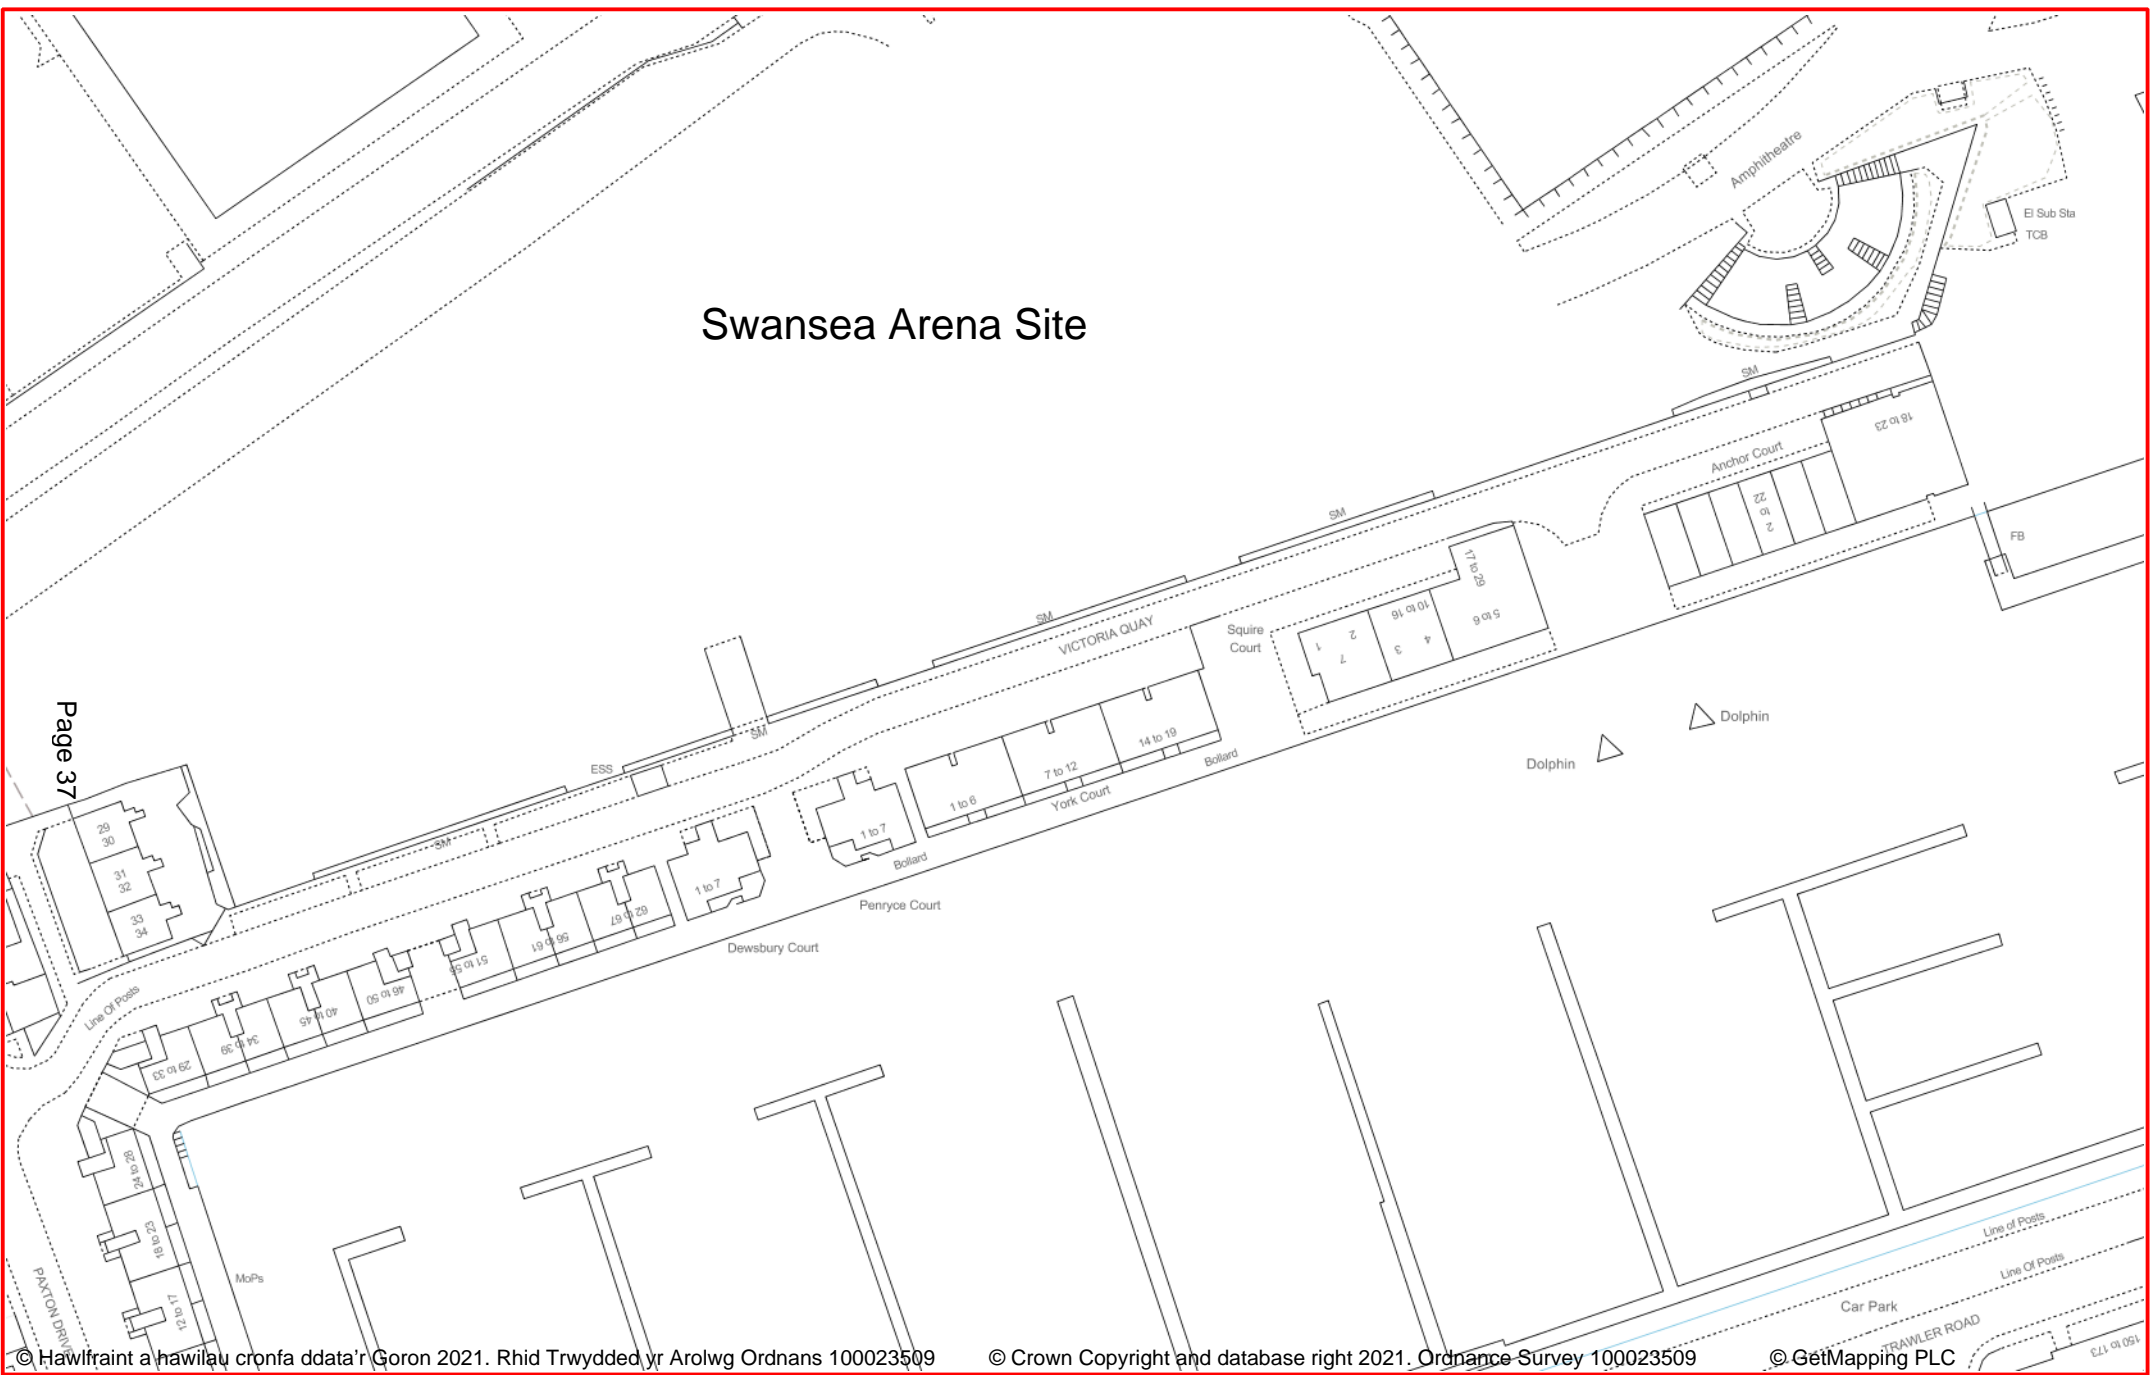 Amphitheatre
El Sub Sta
TCB
Swansea Arena Site
SM
18 to 23
Anchor Court
2 to 22
SM
FB
17 to 29
10 to 16
5 to 6
1
2
7
3
4
Squire
Court
SM
VICTORIA QUAY
Dolphin
Dolphin
SM
14 to 19
Bollard
7 to 12
York Court
1 to 6
ESS
Page 37
1 to 7
Bollard
Penryce Court
29
30
31
32
33
34
SM
1 to 7
Dewsbury Court
62 to 67
56 to 61
51 to 55
46 to 50
40 to 45
34 to 39
29 to 33
Line Of Posts
24 to 28
18 to 23
12 to 17
MoPs
PAXTON DRIVE
Line of Posts
Line Of Posts
Car Park
TRAWLER ROAD
150 to 173
© Hawlfraint a hawilau cronfa ddata'r Goron 2021. Rhid Trwydded yr Arolwg Ordnans 100023509 © Crown Copyright and database right 2021. Ordnance Survey 100023509 © GetMapping PLC